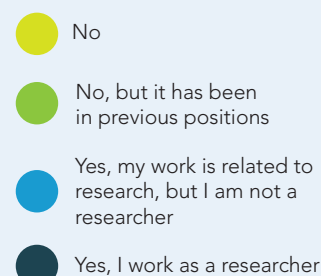 No
No, but it has been
in previous positions
Yes, my work is related to
research, but I am not a
researcher
Yes, I work as a researcher